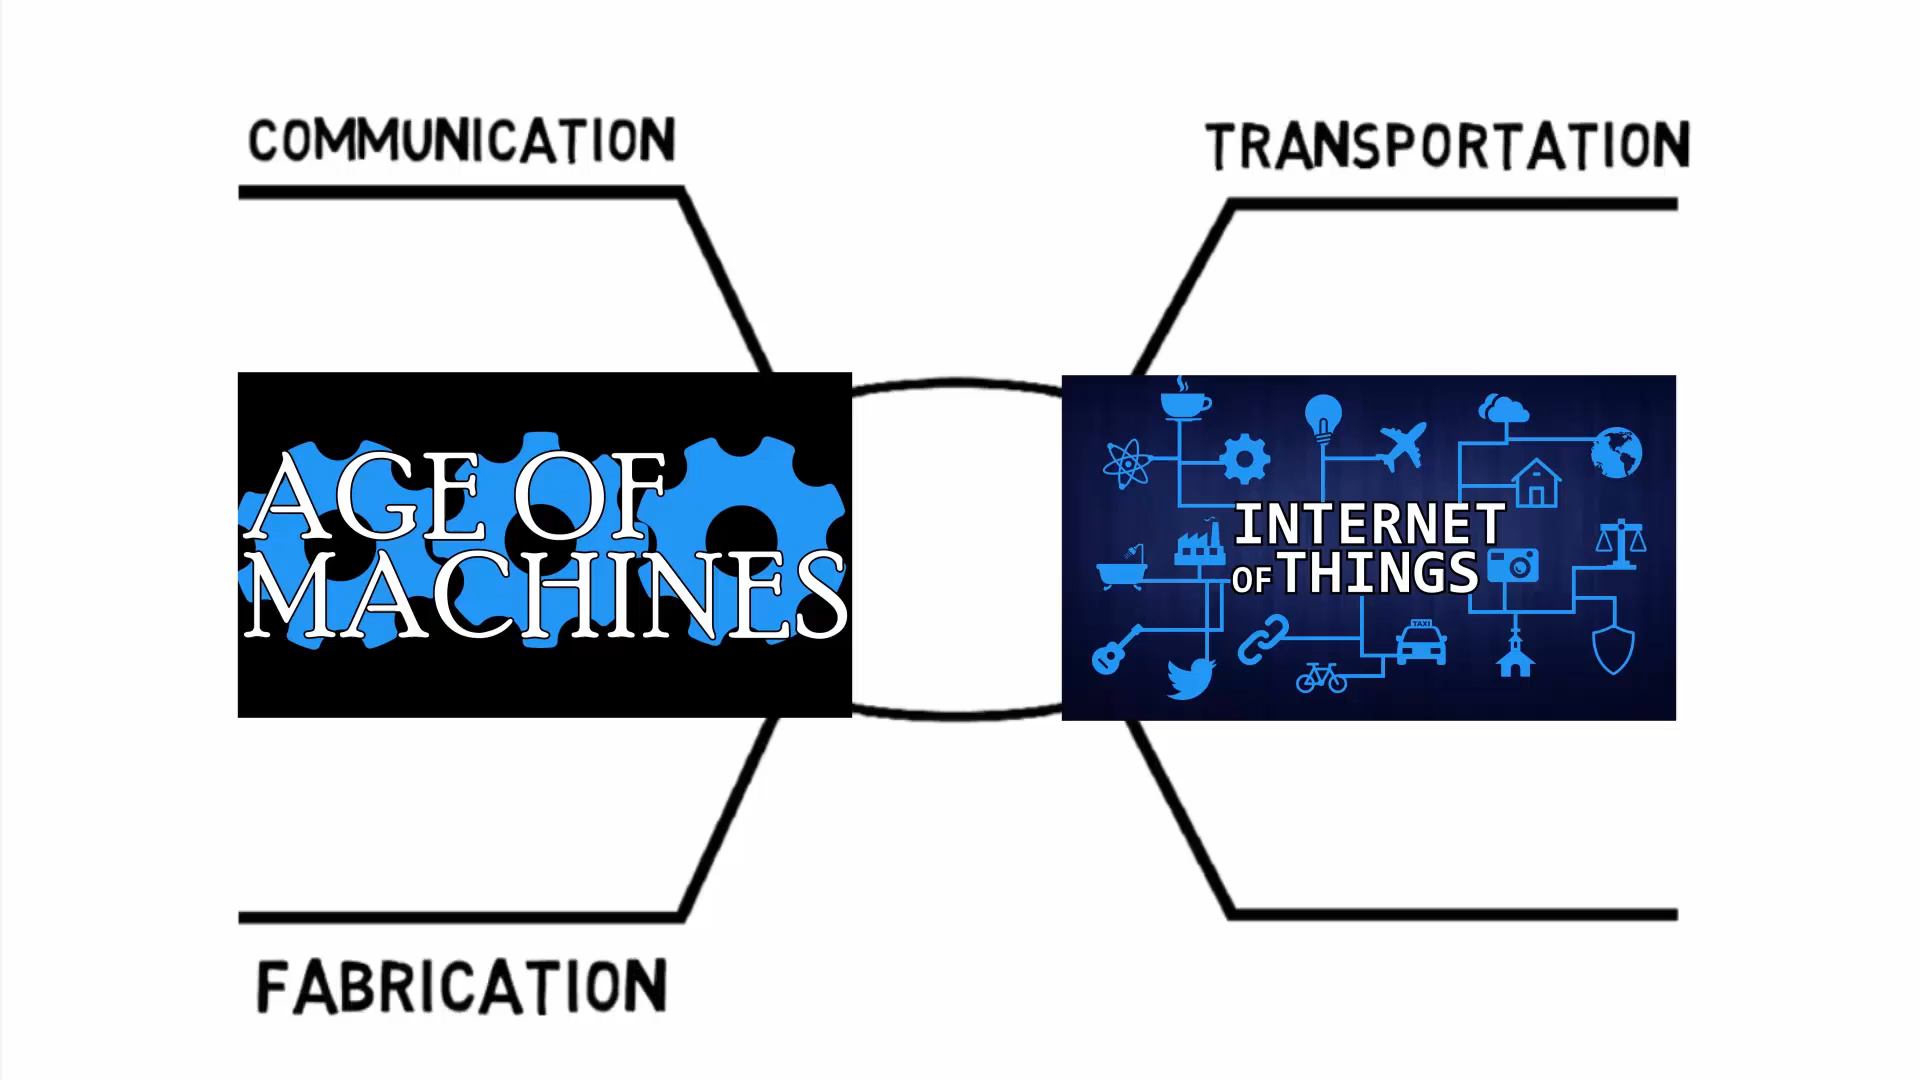 COMMUNICATION
TRANSPORTATION
AGE OF
MACHINES
INTERNET
OF THINGS
TAXI
FABRICATION